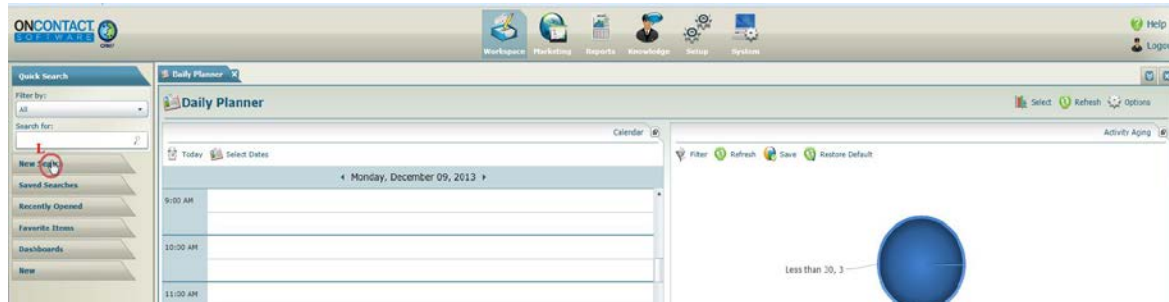 ONCONTACT
SOFTWARE
CRM7
Workspace Marketing Reports Knowledge Setup System
Help
Logou
Quick Search
Daily Planner
Filter by:
All
Daily Planner
Select Refresh Options
Search for:
Calendar
Activity Aging
L
Today Select Dates
Filter Refresh Save Restore Default
New
Saved Searches
Monday, December 09, 2013
Recently Opened
9:00 AM
Favorite Items
Dashboards
10:00 AM
New
Less than 30, 3
11:00 AM